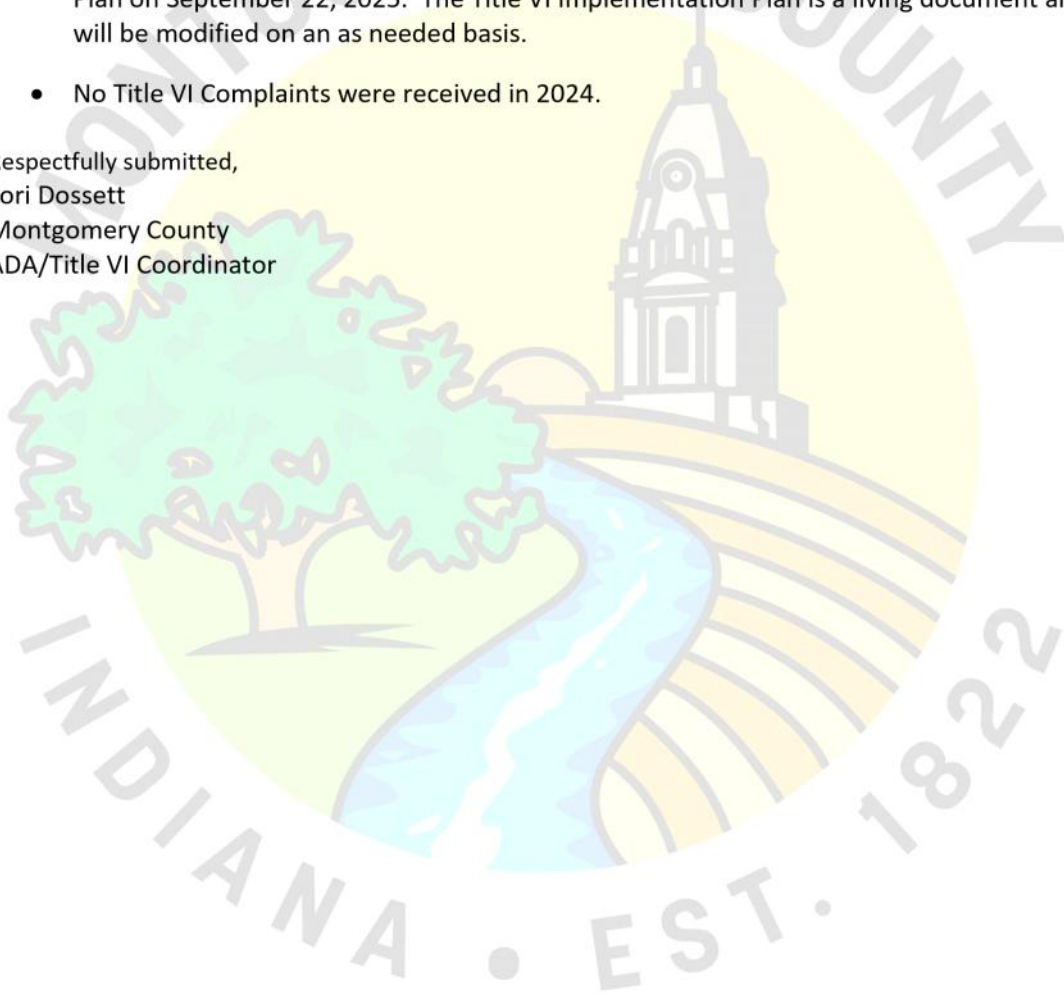 Plan on September 22, The Title VI Implementation Plan is a living document
will be modified on an as needed basis.
• No Title VI Complaints were received in 2024.
espectfully submitted,
ori Dossett
Montgomery County
ADA/Title VI Coordinator
COUNTY
INDIANA • EST. 1822